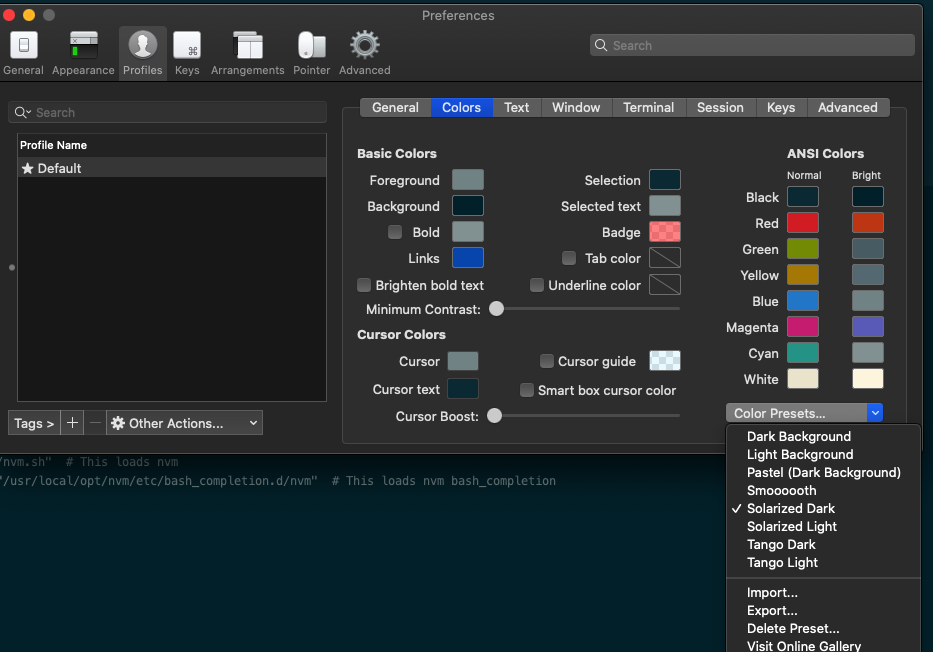 Preferences
General Appearance Profiles Keys Arrangements Pointer Advanced
Search
Search
Profile Name
Default
Tags >
Other Actions...
General Colors Text Window Terminal Session Keys Advanced
Basic Colors
Foreground
Background
Bold
Links
Brighten bold text
Selection
Selected text
Badge
Tab color
Underline color
Minimum Contrast:
Cursor Colors
Cursor
Cursor text
Cursor guide
Smart box cursor color
Cursor Boost:
ANSI Colors
Normal Bright
Black
Red
Green
Yellow
Blue
Magenta
Cyan
White
Color Presets...
Dark Background
Light Background
Pastel (Dark Background)
Smoooooth
Solarized Dark
Solarized Light
Tango Dark
Tango Light
Import...
Export...
Delete Preset...
Visit Online Gallery
/nvm.sh"  # This loads nvm
"/usr/local/opt/nvm/etc/bash_completion.d/nvm"  # This loads nvm bash_completion